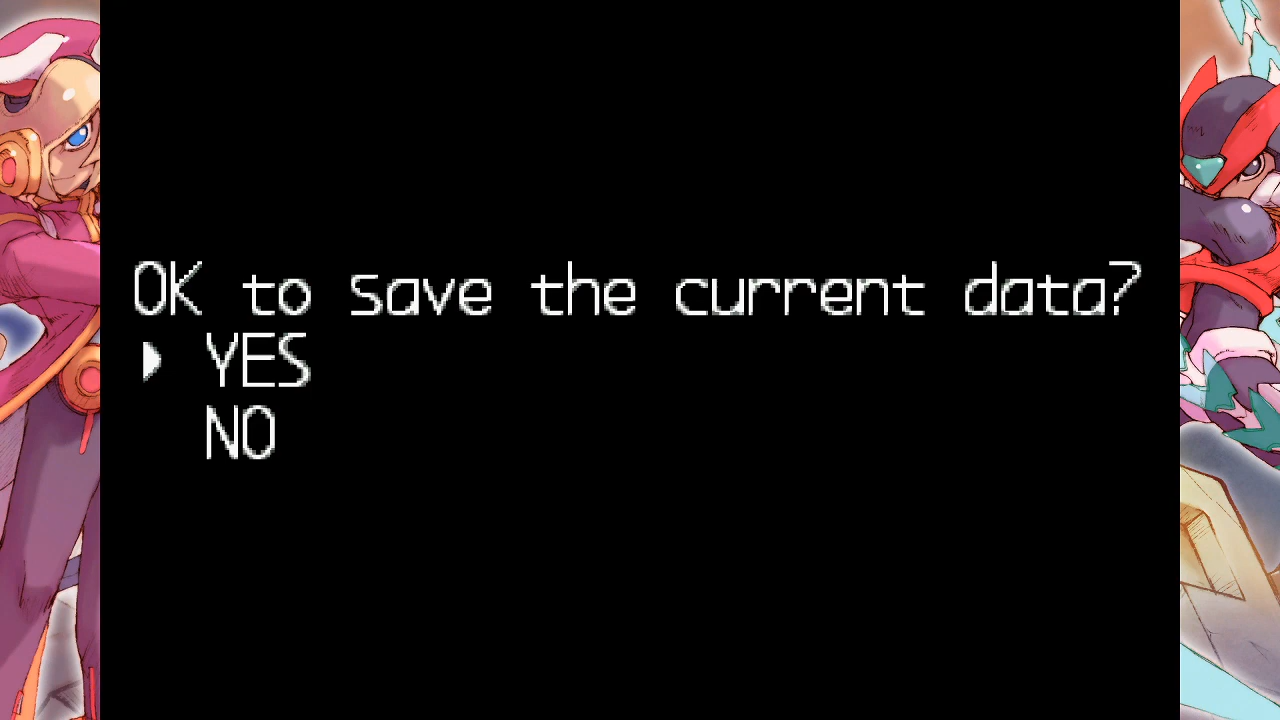 OK to save the current data?
YES
NO